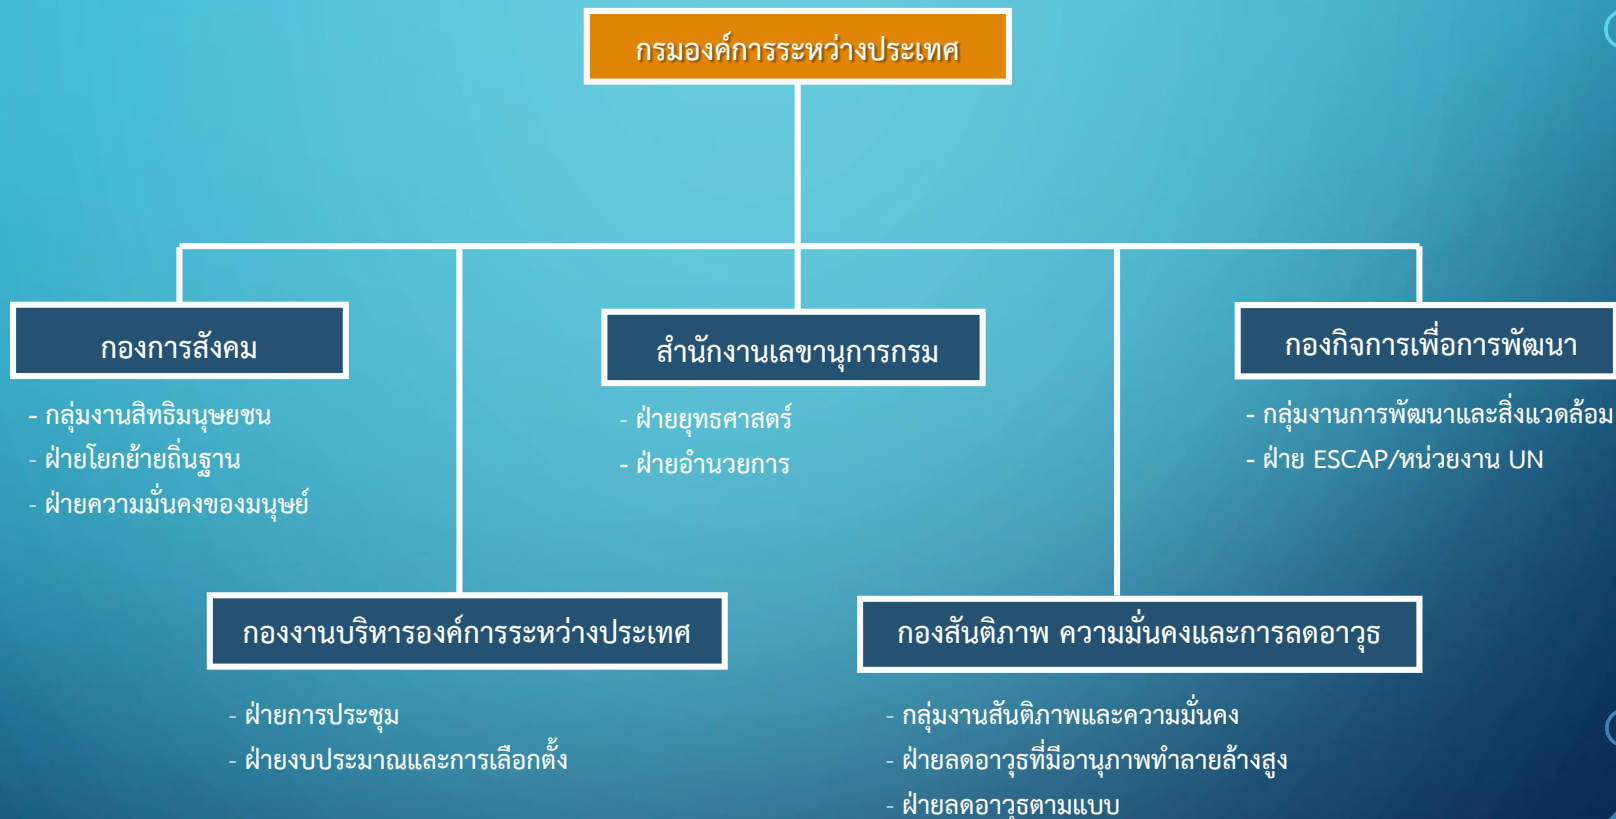 กรมองค์การระหว่างประเทศ
กองการสังคม
- กลุ่มงานสิทธิมนุษยชน
- ฝ่ายโยกย้ายถิ่นฐาน
- ฝ่ายความมั่นคงของมนุษย์
สำนักงานเลขานุการกรม
- ฝ่ายยุทธศาสตร์
- ฝ่ายอำนวยการ
กองกิจการเพื่อการพัฒนา
- กลุ่มงานการพัฒนาและสิ่งแวดล้อม
- ฝ่าย ESCAP/หน่วยงาน UN
กองงานบริหารองค์การระหว่างประเทศ
- ฝ่ายการประชุม
- ฝ่ายงบประมาณและการเลือกตั้ง
กองสันติภาพ ความมั่นคงและการลดอาวุธ
- กลุ่มงานสันติภาพและความมั่นคง
- ฝ่ายลดอาวุธที่มีอานุภาพทำลายล้างสูง
- ฝ่ายลดอาวุธตามแบบ